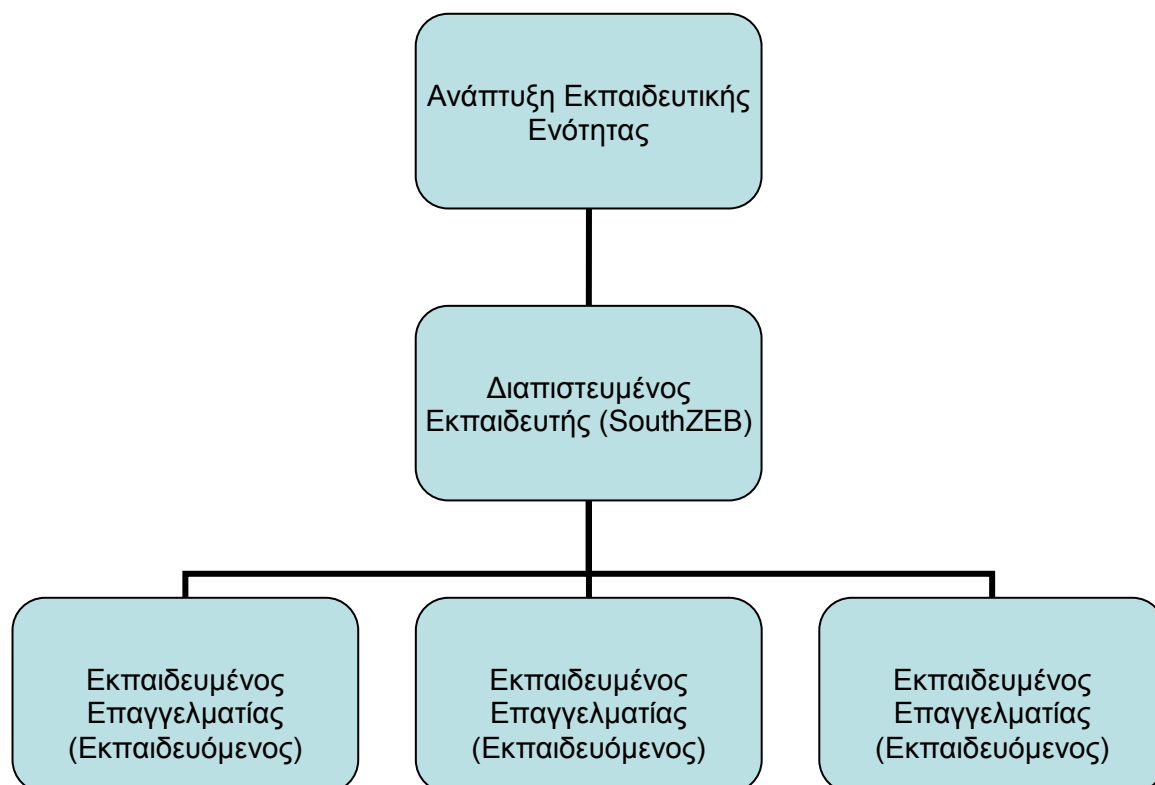 Ανάπτυξη Εκπαιδευτικής
Ενότητας
Διαπιστευμένος
Εκπαιδευτής (SouthZEB)
Εκπαιδευμένος
Επαγγελματίας
(Εκπαιδευόμενος)
Εκπαιδευμένος
Επαγγελματίας
(Εκπαιδευόμενος)
Εκπαιδευμένος
Επαγγελματίας
(Εκπαιδευόμενος)